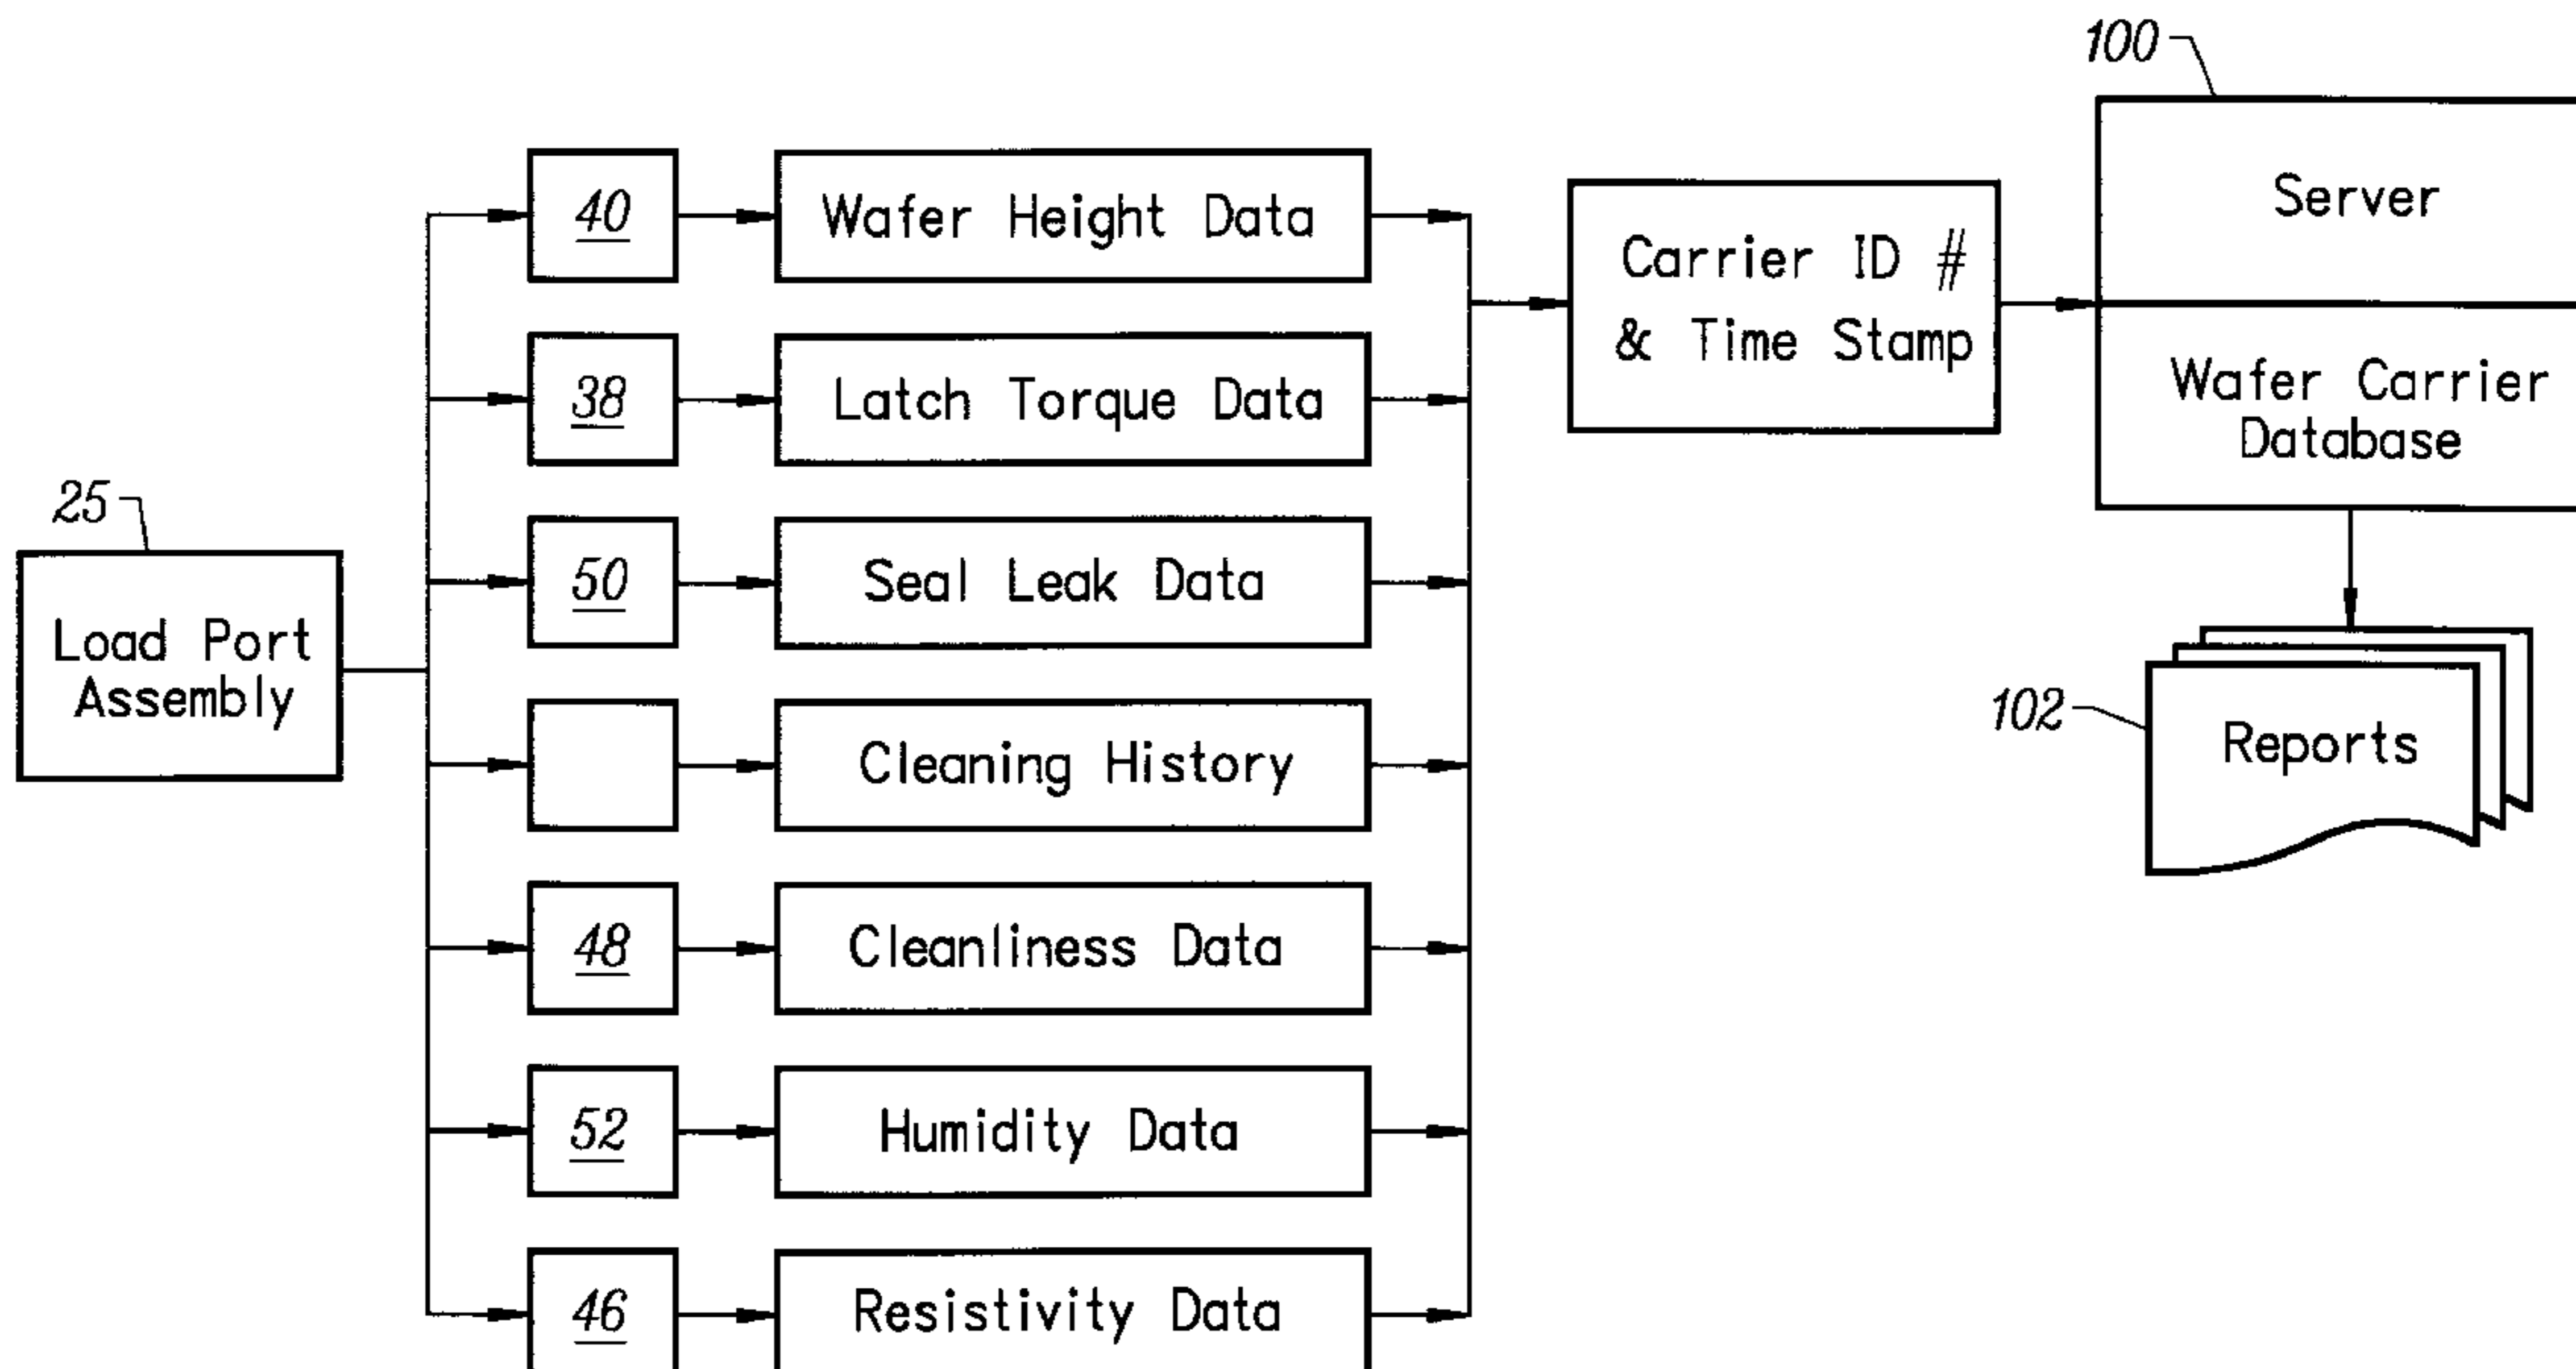 100
Server
Wafer Carrier
Database
40
Wafer Height Data
Carrier ID #
& Time Stamp
38
Latch Torque Data
25
Load Port
Assembly
50
Seal Leak Data
Cleaning History
102
Reports
48
Cleanliness Data
52
Humidity Data
46
Resistivity Data